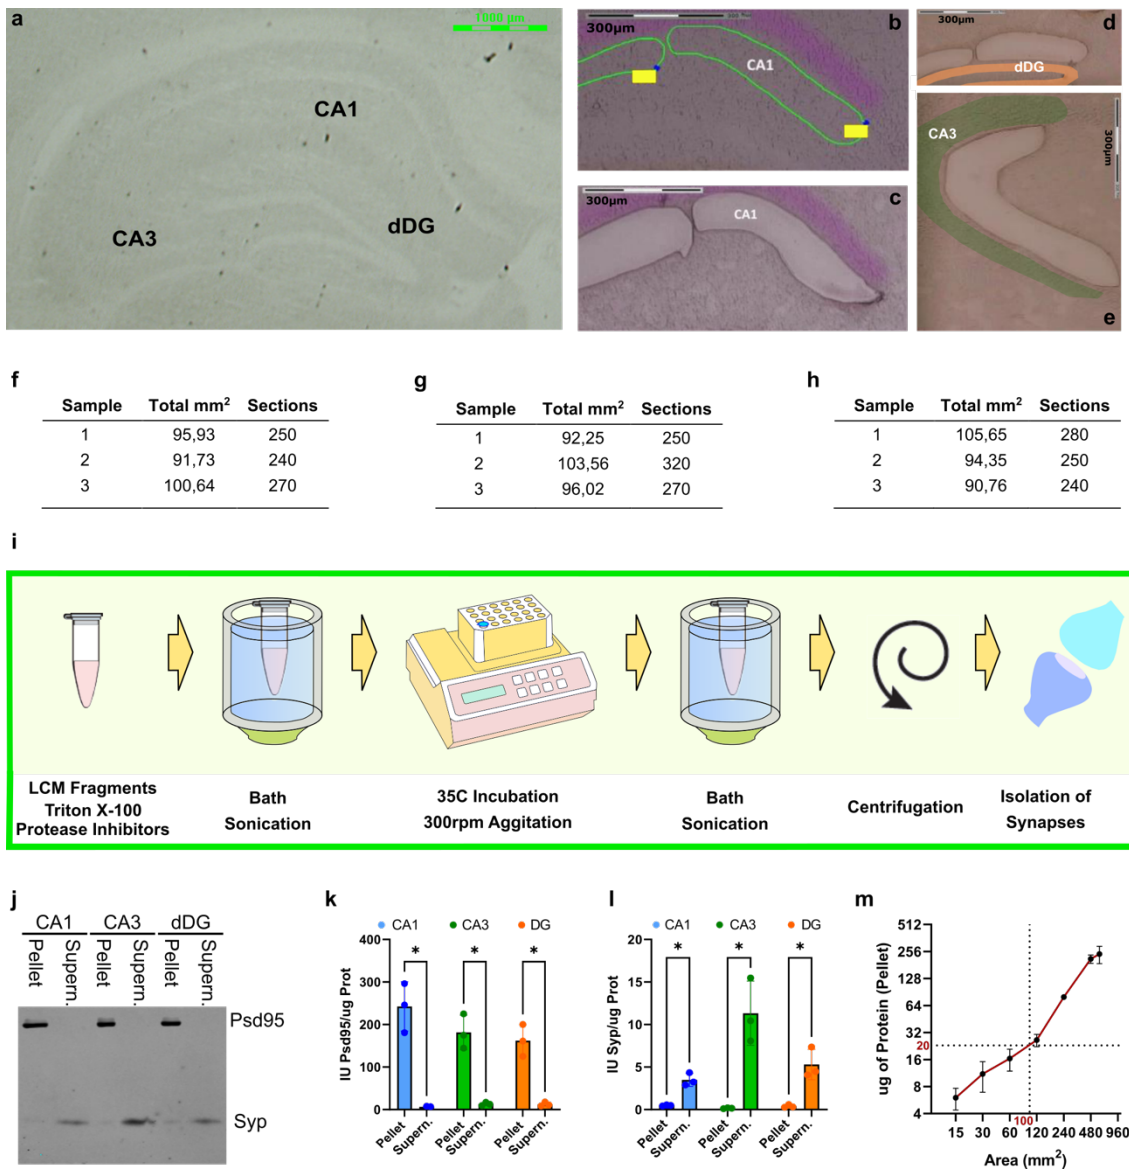 a
1000 µm
CA1
CA3
dDG
b
300µm
CA1
c
300µm
CA1
d
300µm
dDG
e
CA3
300µm
f
Sample Total mm² Sections
1 95,93 250
2 91,73 240
3 100,64 270
g
Sample Total mm² Sections
1 92,25 250
2 103,56 320
3 96,02 270
h
Sample Total mm² Sections
1 105,65 280
2 94,35 250
3 90,76 240
i
LCM Fragments
Triton X-100
Protease Inhibitors
Bath
Sonication
35C Incubation
300rpm Aggitation
Bath
Sonication
Centrifugation
Isolation of
Synapses
j
CA1 CA3 dDG
Pellet Supern. Pellet Supern. Pellet Supern.
Psd95
Syp
k
CA1 CA3 DG
IU Psd95/ug Prot
400
300
200
100
0
* * *
Pellet Supern. Pellet Supern. Pellet Supern.
l
CA1 CA3 DG
IU Syp/ug Prot
20
15
10
5
0
* * *
Pellet Supern. Pellet Supern. Pellet Supern.
m
ug of Protein (Pellet)
512
256
128
64
32
20
16
8
4
100
15 30 60 120 240 480 960
Area (mm²)